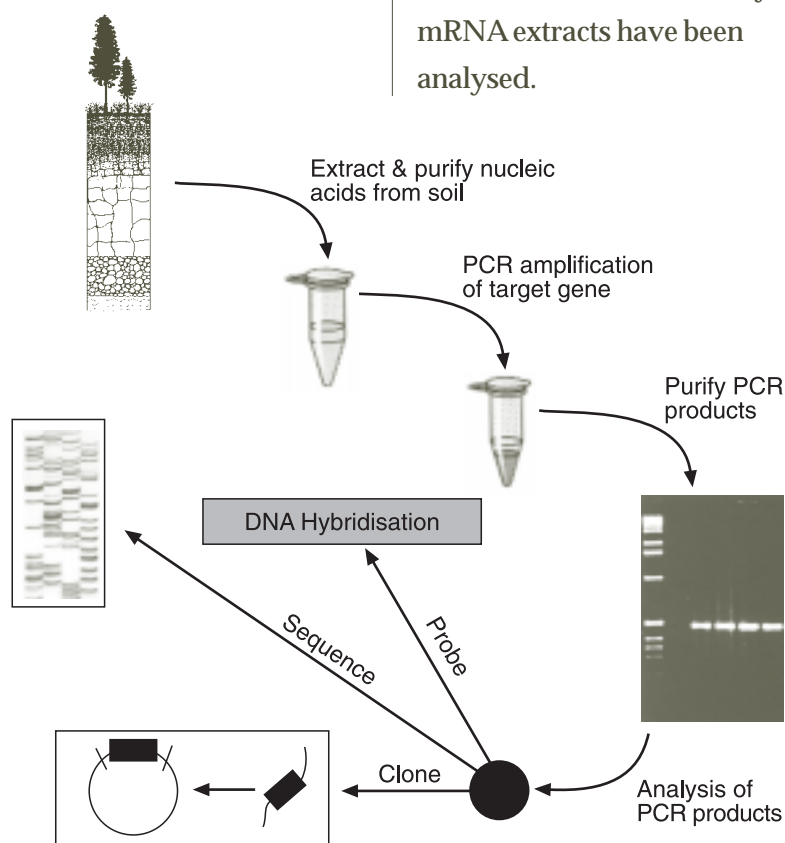 mRNA extracts have been
analysed.
Extract & purify nucleic
acids from soil
PCR amplification
of target gene
Purify PCR
products
DNA Hybridisation
Sequence
Probe
Clone
Analysis of
PCR products